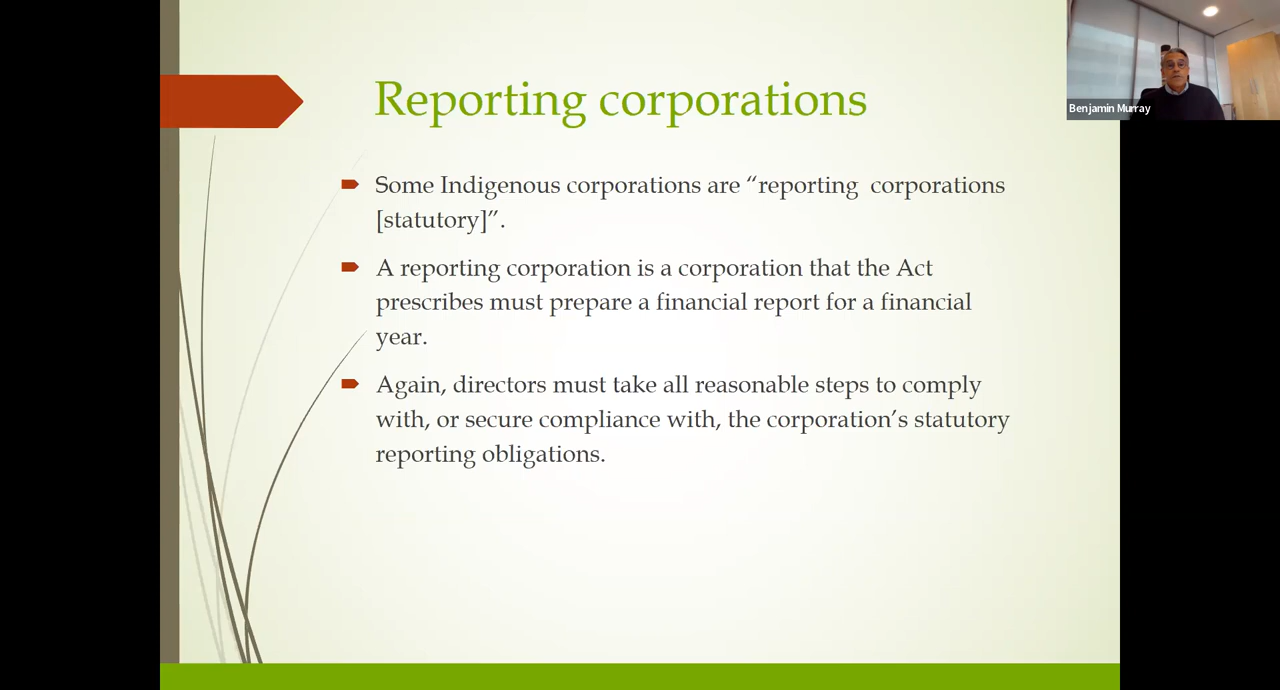 Reporting corporations
Benjamin Murray
Some Indigenous corporations are “reporting  corporations
[statutory]”.
A reporting corporation is a corporation that the Act
prescribes must prepare a financial report for a financial
year.
Again, directors must take all reasonable steps to comply
with, or secure compliance with, the corporation’s statutory
reporting obligations.